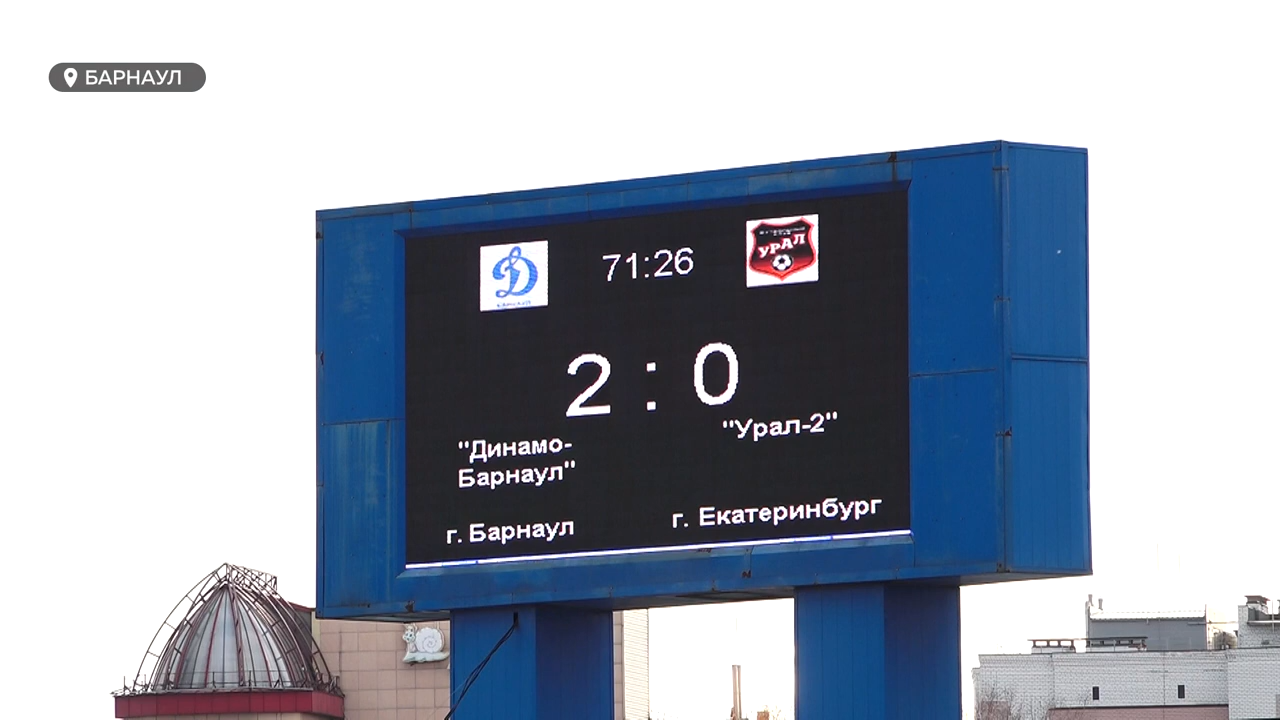 БАРНАУЛ
71:26
УРАЛ
2 : 0
"Динамо-
Барнаул"
"Урал-2"
г. Барнаул
г. Екатеринбург